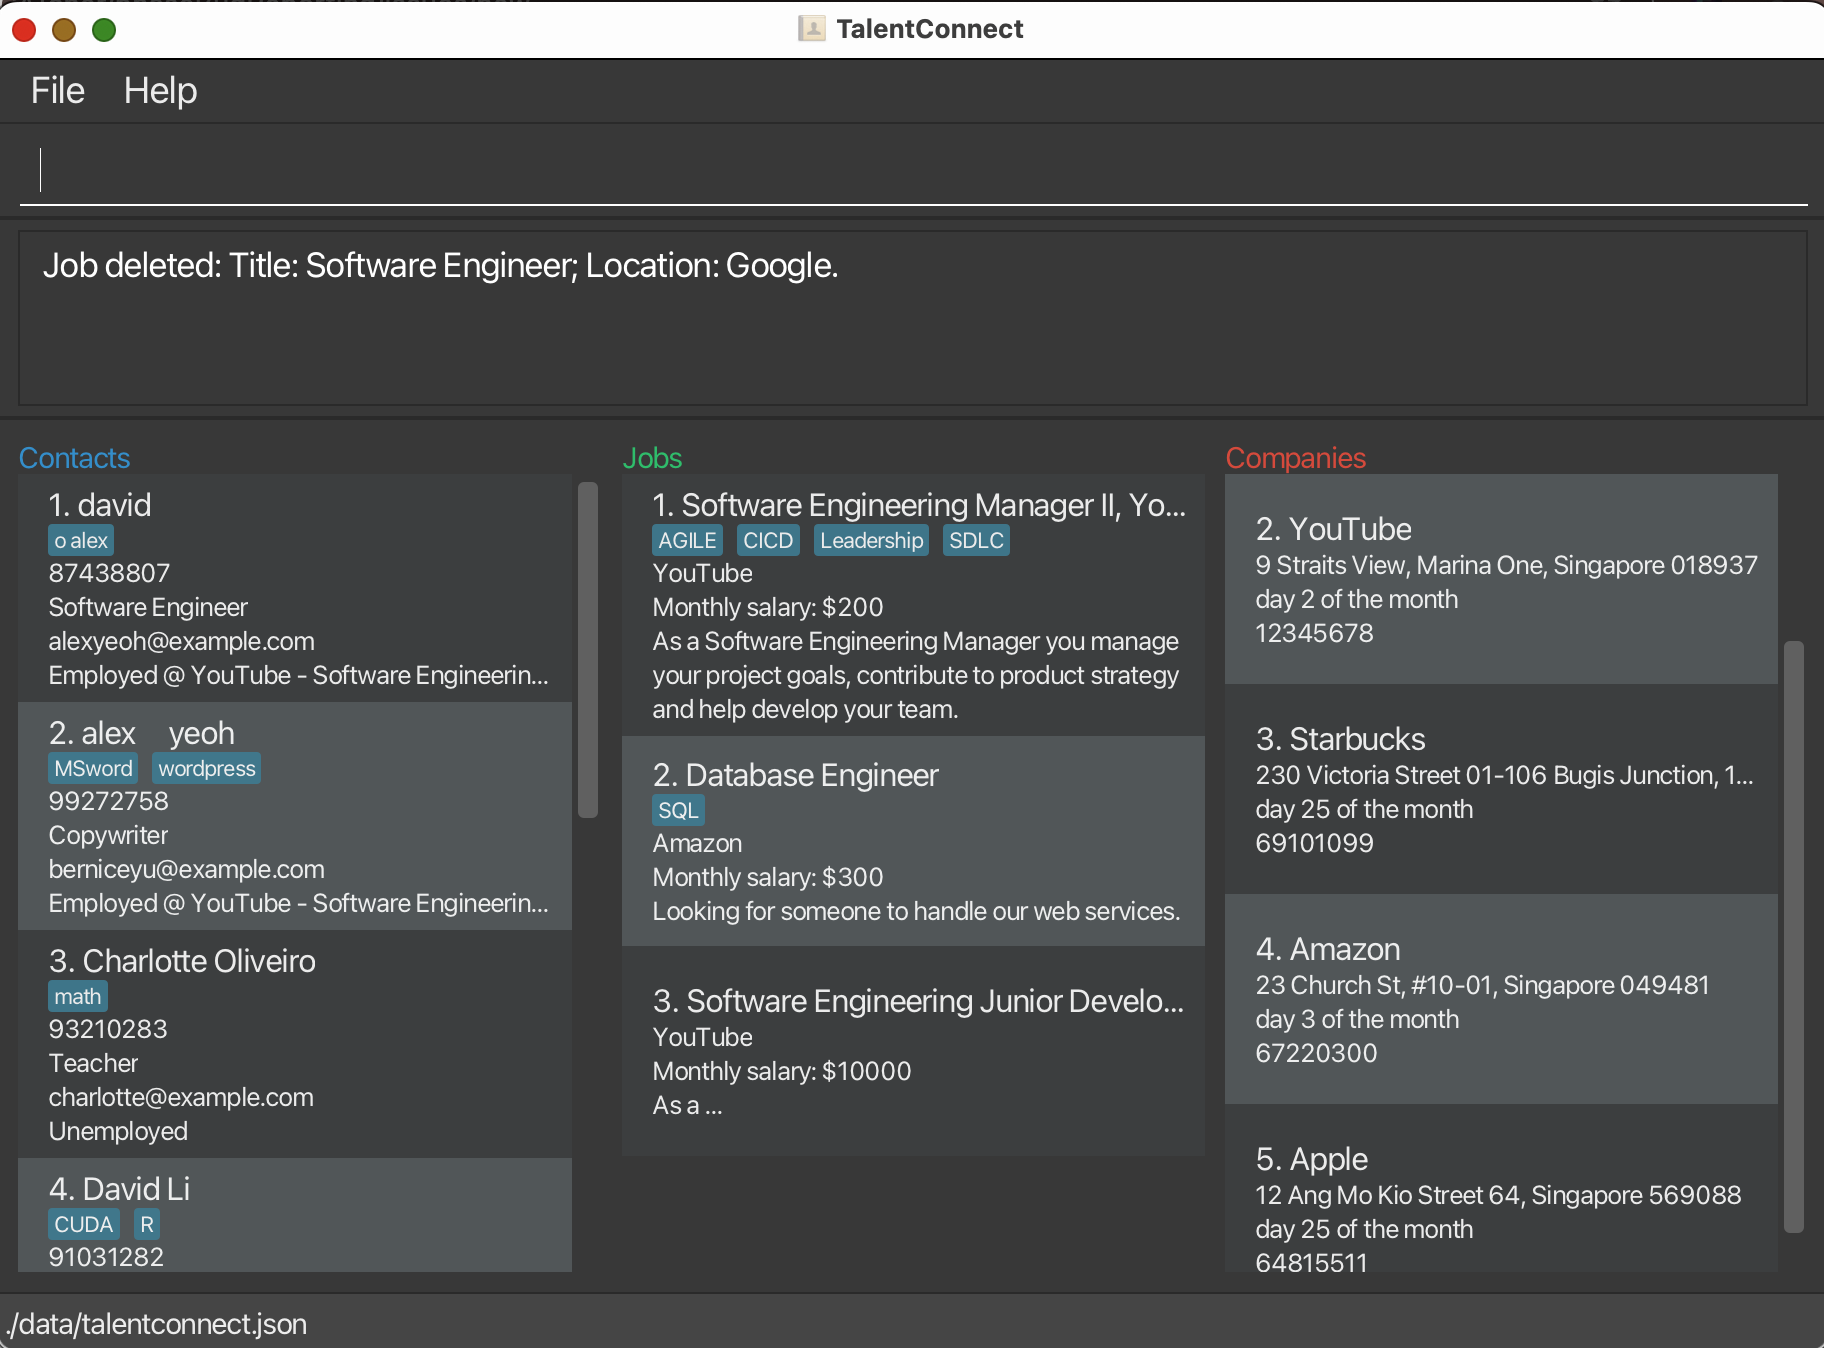 TalentConnect
File Help
Job deleted: Title: Software Engineer; Location: Google.
Contacts
1. david
o alex
87438807
Software Engineer
alexyeoh@example.com
Employed @ YouTube - Software Engineerin...
2. alex    yeoh
MSword wordpress
99272758
Copywriter
berniceyu@example.com
Employed @ YouTube - Software Engineerin...
3. Charlotte Oliveiro
math
93210283
Teacher
charlotte@example.com
Unemployed
4. David Li
CUDA R
91031282
Jobs
1. Software Engineering Manager II, Yo...
AGILE CICD Leadership SDLC
YouTube
Monthly salary: $200
As a Software Engineering Manager you manage
your project goals, contribute to product strategy
and help develop your team.
2. Database Engineer
SQL
Amazon
Monthly salary: $300
Looking for someone to handle our web services.
3. Software Engineering Junior Develo...
YouTube
Monthly salary: $10000
As a ...
Companies
2. YouTube
9 Straits View, Marina One, Singapore 018937
day 2 of the month
12345678
3. Starbucks
230 Victoria Street 01-106 Bugis Junction, 1...
day 25 of the month
69101099
4. Amazon
23 Church St, #10-01, Singapore 049481
day 3 of the month
67220300
5. Apple
12 Ang Mo Kio Street 64, Singapore 569088
day 25 of the month
64815511
./data/talentconnect.json